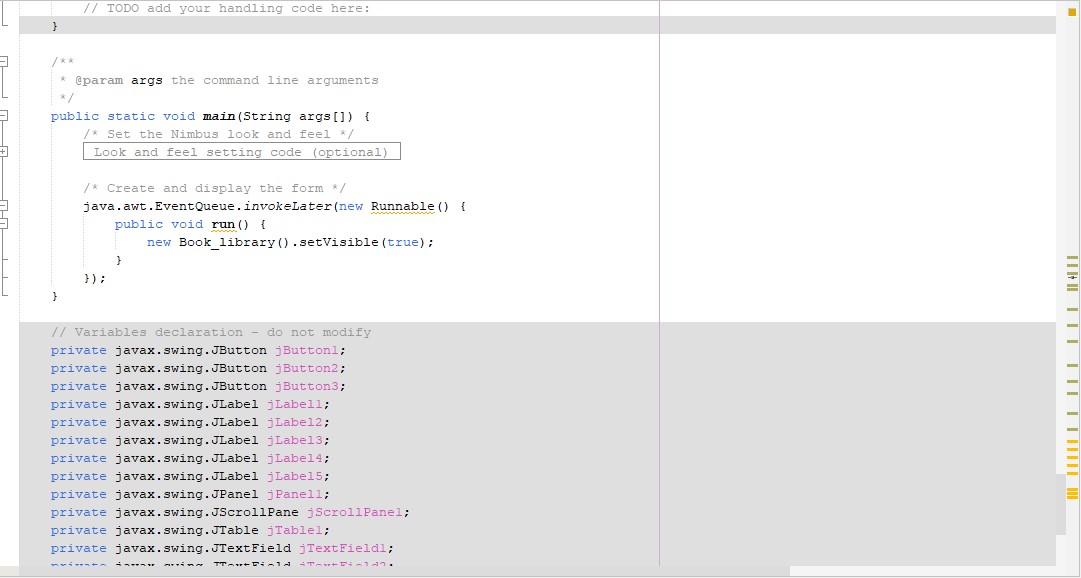 // TODO add your handling code here:
}
/**
* @param args the command line arguments
*/
public static void main(String args[]) {
/* Set the Nimbus look and feel */
Look and feel setting code (optional)
/* Create and display the form */
java.awt.EventQueue.invokeLater(new Runnable() {
public void run() {
new Book_library().setVisible(true);
}
});
}
// Variables declaration - do not modify
private javax.swing.JButton jButton1;
private javax.swing.JButton jButton2;
private javax.swing.JButton jButton3;
private javax.swing.JLabel jLabel1;
private javax.swing.JLabel jLabel2;
private javax.swing.JLabel jLabel3;
private javax.swing.JLabel jLabel4;
private javax.swing.JLabel jLabel5;
private javax.swing.JPanel jPanel1;
private javax.swing.JScrollPane jScrollPane1;
private javax.swing.JTable jTable1;
private javax.swing.JTextField jTextField1;
private javax.swing.JTextField jTextField2;